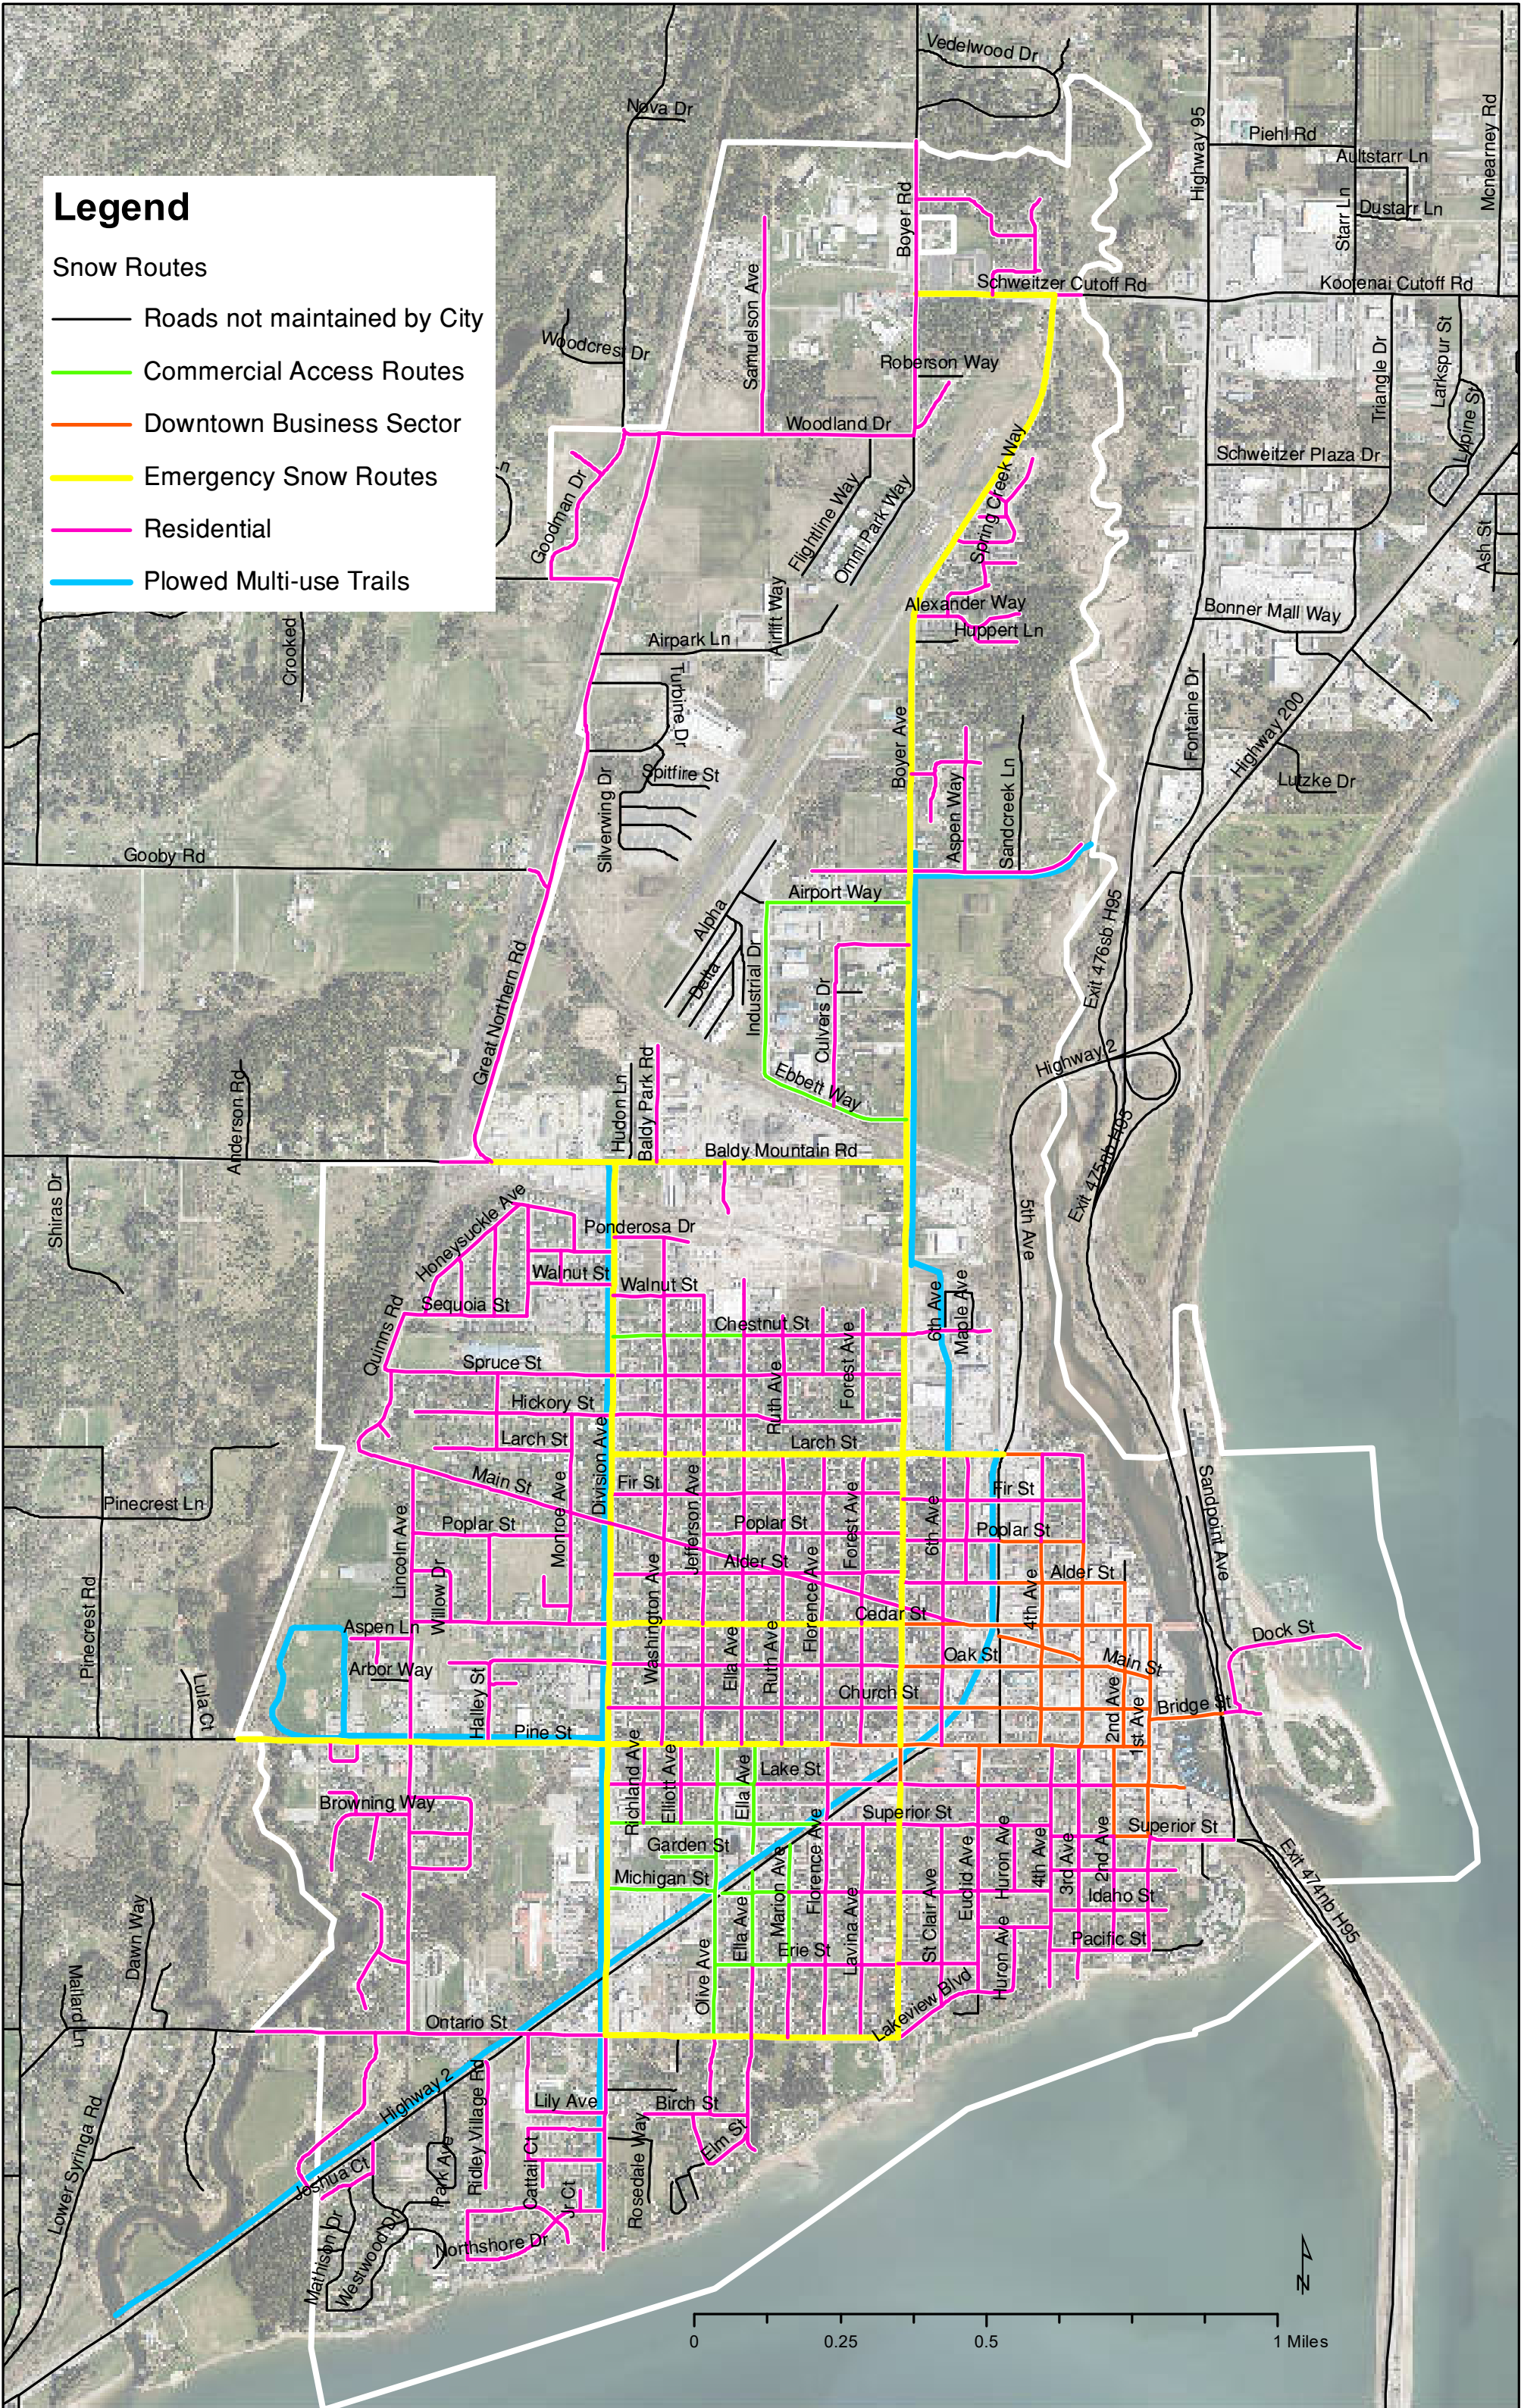 Vedelwood Dr
Nova Dr
Highway 95
Piehl Rd
Mcnearney Rd
Aultstarr Ln
Dustarr Ln
Starr Ln
Legend
Snow Routes
Roads not maintained by City
Commercial Access Routes
Downtown Business Sector
Emergency Snow Routes
Residential
Plowed Multi-use Trails
Boyer Rd
Samuelson Ave
Schweitzer Cutoff Rd
Kootenai Cutoff Rd
Woodcrest Dr
Roberson Way
Triangle Dr
Larkspur St
Lupine St
Woodland Dr
Schweitzer Plaza Dr
Goodman Dr
Flightline Way
Omni Park Way
Spring Creek Way
Ash St
Alexander Way
Bonner Mall Way
Huppert Ln
Crooked
Airpark Ln
Airlift Way
Turbine Dr
Fontaine Dr
Highway 200
Boyer Ave
Spitfire St
Silverwing Dr
Lutzke Dr
Aspen Way
Sandcreek Ln
Gooby Rd
Airport Way
Alpha
Delta
Industrial Dr
Culvers Dr
Exit 476sb H95
Great Northern Rd
Highway 2
Ebbett Way
Anderson Rd
Hudon Ln
Baldy Park Rd
Exit 475nb H95
Baldy Mountain Rd
Shiras Dr
Honeysuckle Ave
Ponderosa Dr
5th Ave
Walnut St
Walnut St
6th Ave
Maple Ave
Sequoia St
Quinns Rd
Chestnut St
Spruce St
Ruth Ave
Forest Ave
Hickory St
Larch St
Larch St
Division Ave
Main St
Fir St
Fir St
Sandpoint Ave
Pinecrest Ln
Monroe Ave
Jefferson Ave
Lincoln Ave
Poplar St
Poplar St
Poplar St
Forest Ave
6th Ave
Alder St
Alder St
Pinecrest Rd
Willow Dr
Washington Ave
Florence Ave
4th Ave
Cedar St
Aspen Ln
Dock St
Arbor Way
Ella Ave
Ruth Ave
Oak St
Main St
Lula Ct
Halley St
Church St
2nd Ave
1st Ave
Bridge St
Pine St
Richland Ave
Elliott Ave
Ella Ave
Lake St
Browning Way
Superior St
Superior St
Garden St
Michigan St
Marion Ave
Florence Ave
Huron Ave
4th Ave
3rd Ave
2nd Ave
Exit 474nb H95
St Clair Ave
Euclid Ave
Idaho St
Dawn Way
Ella Ave
Erie St
Lavina Ave
Pacific St
Olive Ave
Huron Ave
Mallard Ln
Ontario St
Lakeview Blvd
Highway 2
Ridley Village Rd
Lily Ave
Birch St
Lower Syringa Rd
Park Ave
Elm St
Joshua Ct
Cattail Ct
Jr Ct
Rosedale Way
Mathison Dr
Westwood Dr
Northshore Dr
N
0
0.25
0.5
1 Miles